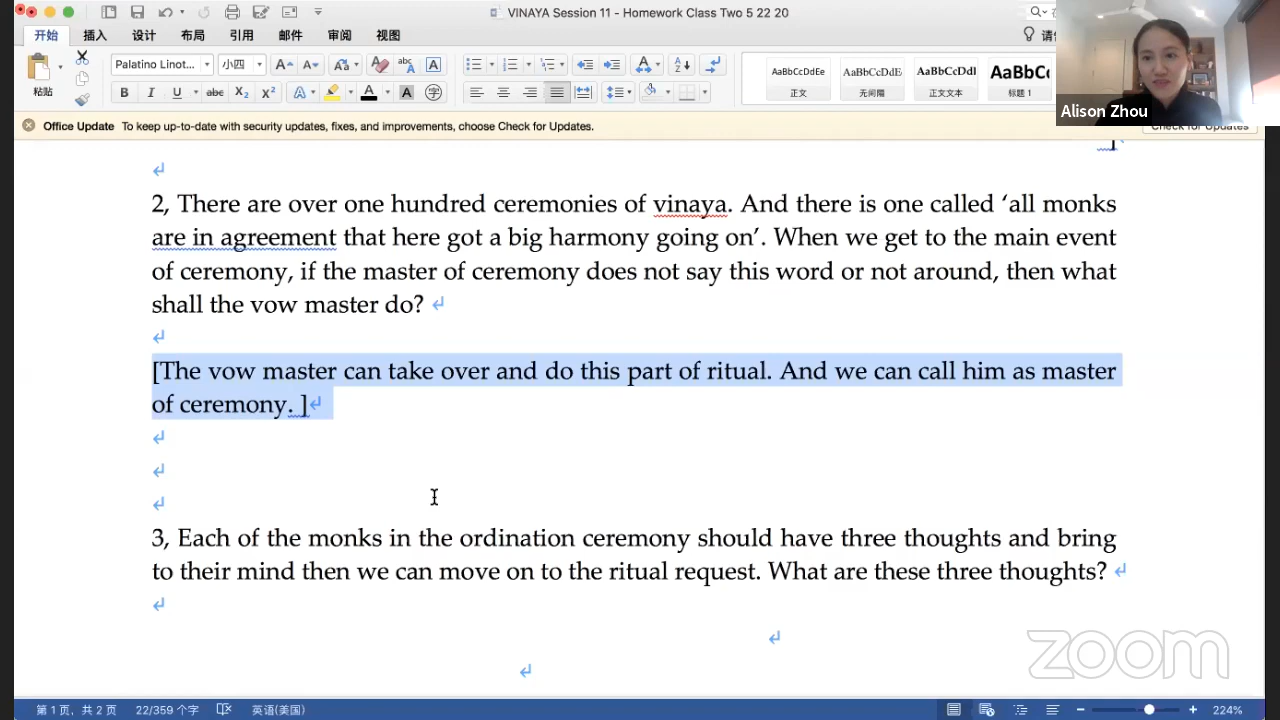 VINAYA Session 11 - Homework Class Two 5 22 20
开始 插入 设计 布局 引用 邮件 审阅 视图
Palatino Linot... 小四
粘贴
B I U abc X₂ X²
AaBbCcDdEe AaBbCcDdE AaBbCcDdI AaBbCc
正文 无间隔 正文文本 标题 1
Alison Zhou
Office Update To keep up-to-date with security updates, fixes, and improvements, choose Check for Updates.
Check for Updates
2, There are over one hundred ceremonies of vinaya. And there is one called ‘all monks
are in agreement that here got a big harmony going on’. When we get to the main event
of ceremony, if the master of ceremony does not say this word or not around, then what
shall the vow master do?
[The vow master can take over and do this part of ritual. And we can call him as master
of ceremony. ]
3, Each of the monks in the ordination ceremony should have three thoughts and bring
to their mind then we can move on to the ritual request. What are these three thoughts?
zoom
第 1 页，共 2 页 22/359 个字 英语(美国) 224%